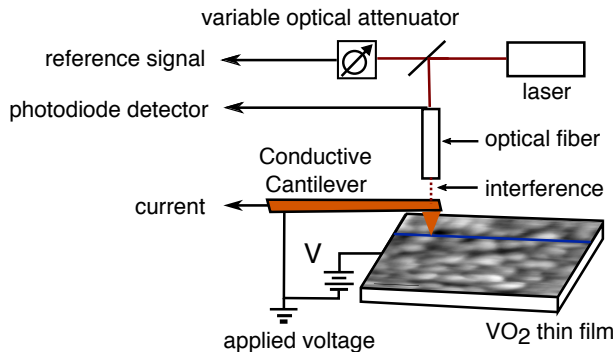 variable optical attenuator
reference signal
laser
photodiode detector
optical fiber
Conductive
Cantilever
interference
current
V
applied voltage
VO₂ thin film